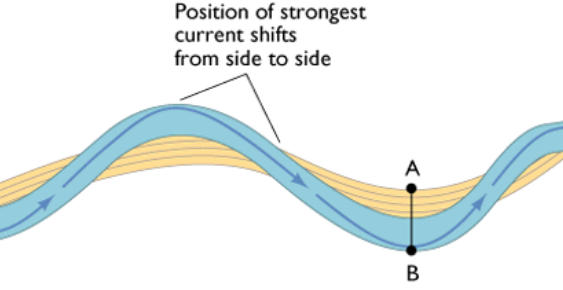 Position of strongest
current shifts
from side to side
A
B